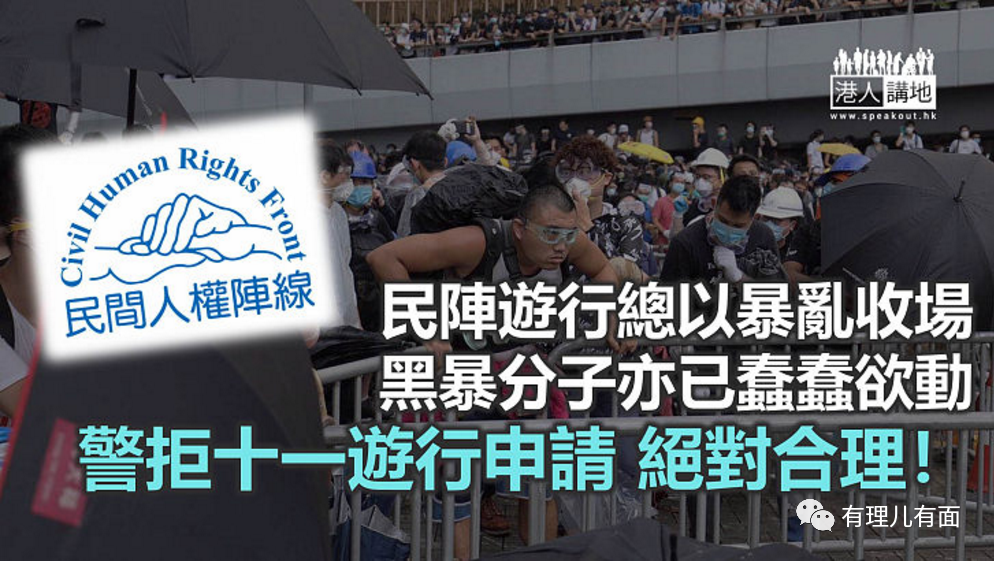 港人講地
www.speakout.hk
Civil Human Rights Front
民間人權陣線
民陣遊行總以暴亂收場
黑暴分子亦已蠢蠢欲動
警拒十一遊行申請 絕對合理!
有理儿有面